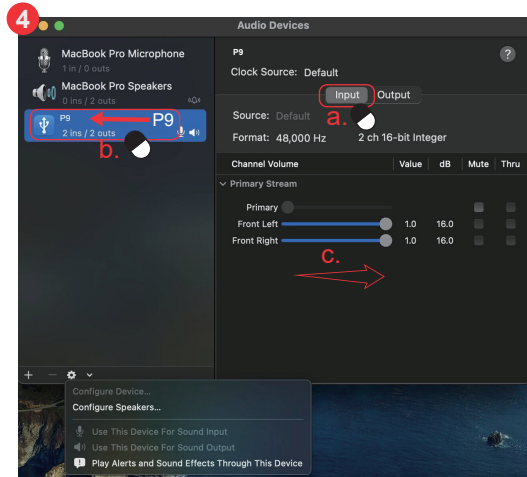 4
Audio Devices
MacBook Pro Microphone
1 in / 0 outs
MacBook Pro Speakers
0 ins / 2 outs
P9
P9
2 ins / 2 outs
b.
P9
?
Clock Source: Default
Input
Output
a.
Source: Default
Format: 48,000 Hz
2 ch 16-bit Integer
Channel Volume
Value
dB
Mute
Thru
Primary Stream
Primary
Front Left
1.0
16.0
Front Right
1.0
16.0
c.
Configure Device...
Configure Speakers...
Use This Device For Sound Input
Use This Device For Sound Output
Play Alerts and Sound Effects Through This Device